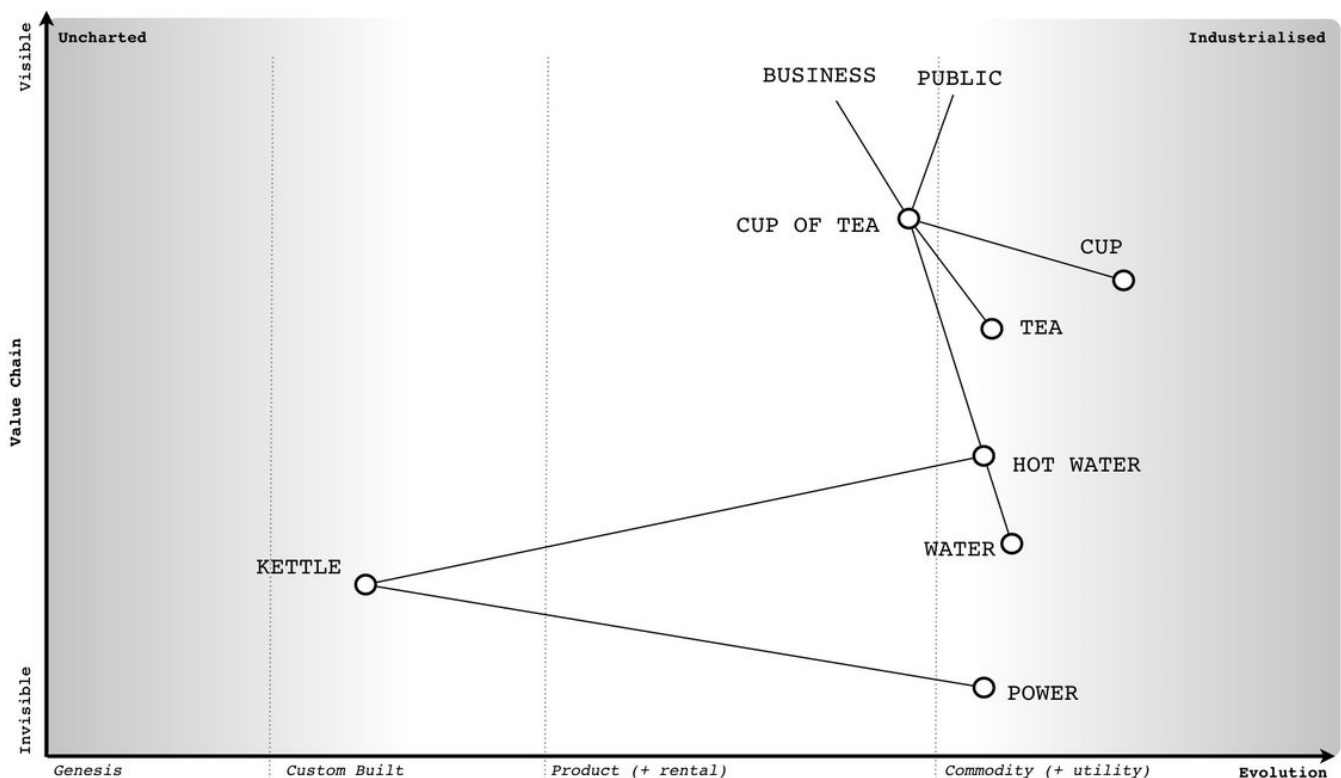 Uncharted
Industrialised
Visible
BUSINESS
PUBLIC
CUP OF TEA
CUP
TEA
Value Chain
HOT WATER
WATER
KETTLE
POWER
Invisible
Genesis
Custom Built
Product (+ rental)
Commodity (+ utility)
Evolution